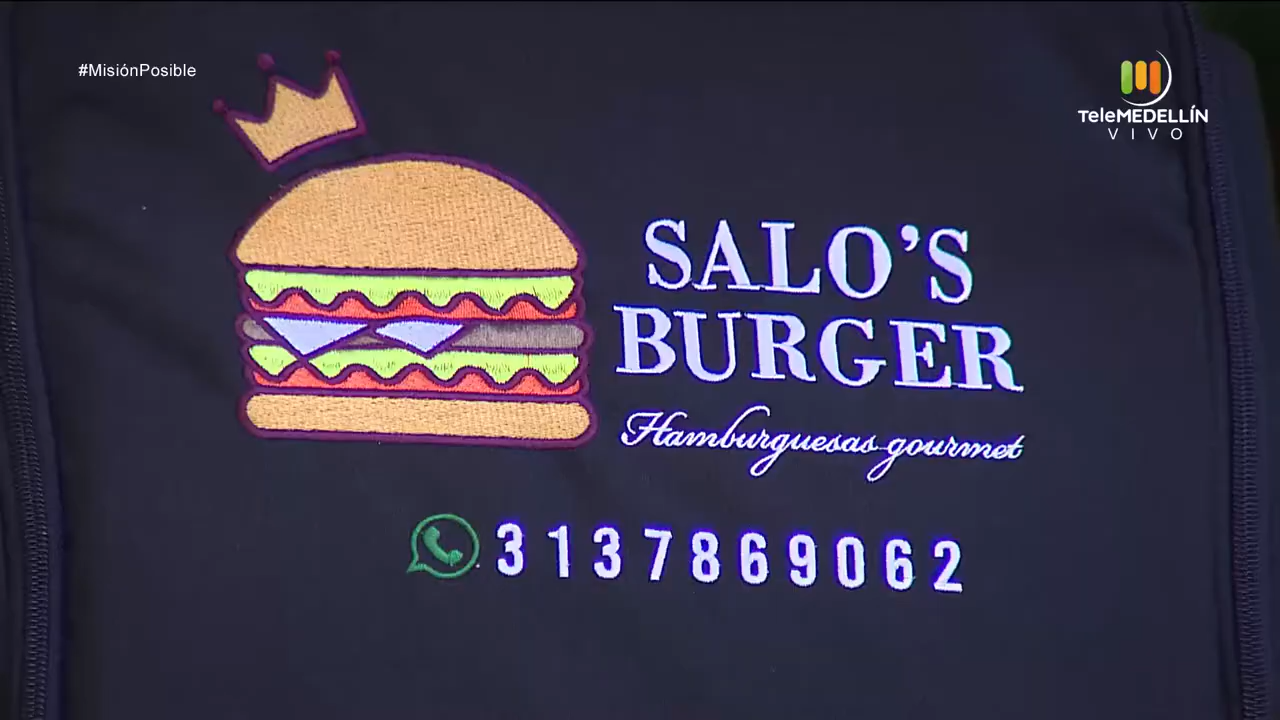 #MisiónPosible
TeleMEDELLÍN
VIVO
SALO'S
BURGER
Hamburguesas gourmet
3137869062